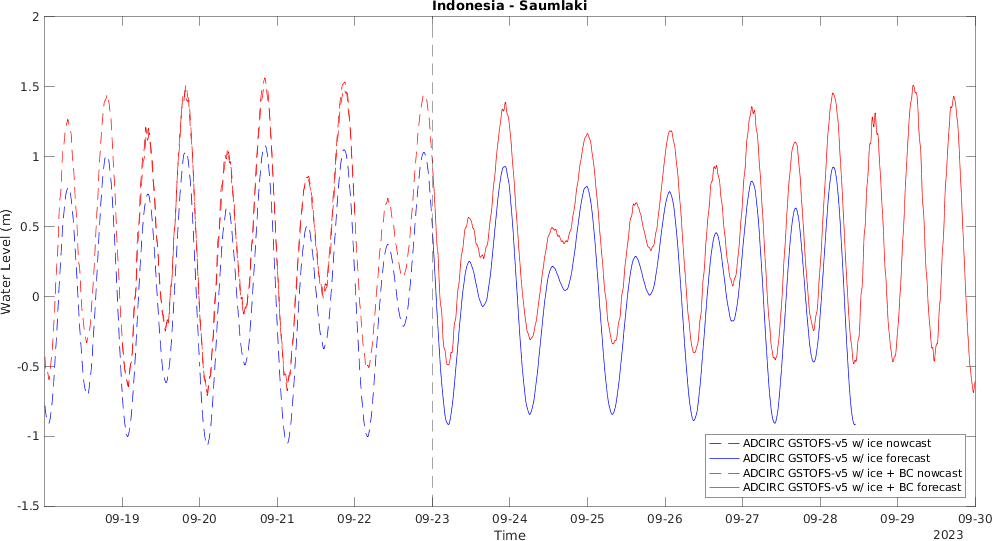 Indonesia - Saumlaki
2
1.5
1
0.5
0
-0.5
-1
-1.5
Water Level (m)
ADCIRC GSTOFS-v5 w/ ice nowcast
ADCIRC GSTOFS-v5 w/ ice forecast
ADCIRC GSTOFS-v5 w/ ice + BC nowcast
ADCIRC GSTOFS-v5 w/ ice + BC forecast
09-19 09-20 09-21 09-22 09-23 09-24 09-25 09-26 09-27 09-28 09-29 09-30
Time
2023